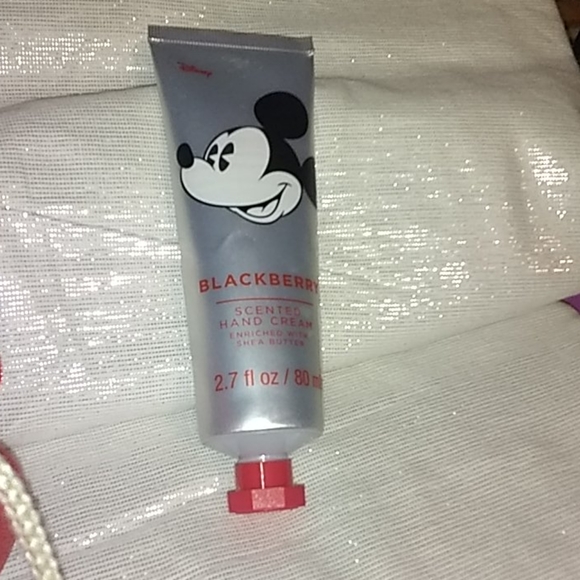 Disney
BLACKBERRY
SCENTED
HAND CREAM
ENRICHED WITH
SHEA BUTTER
2.7 fl oz / 80 ml